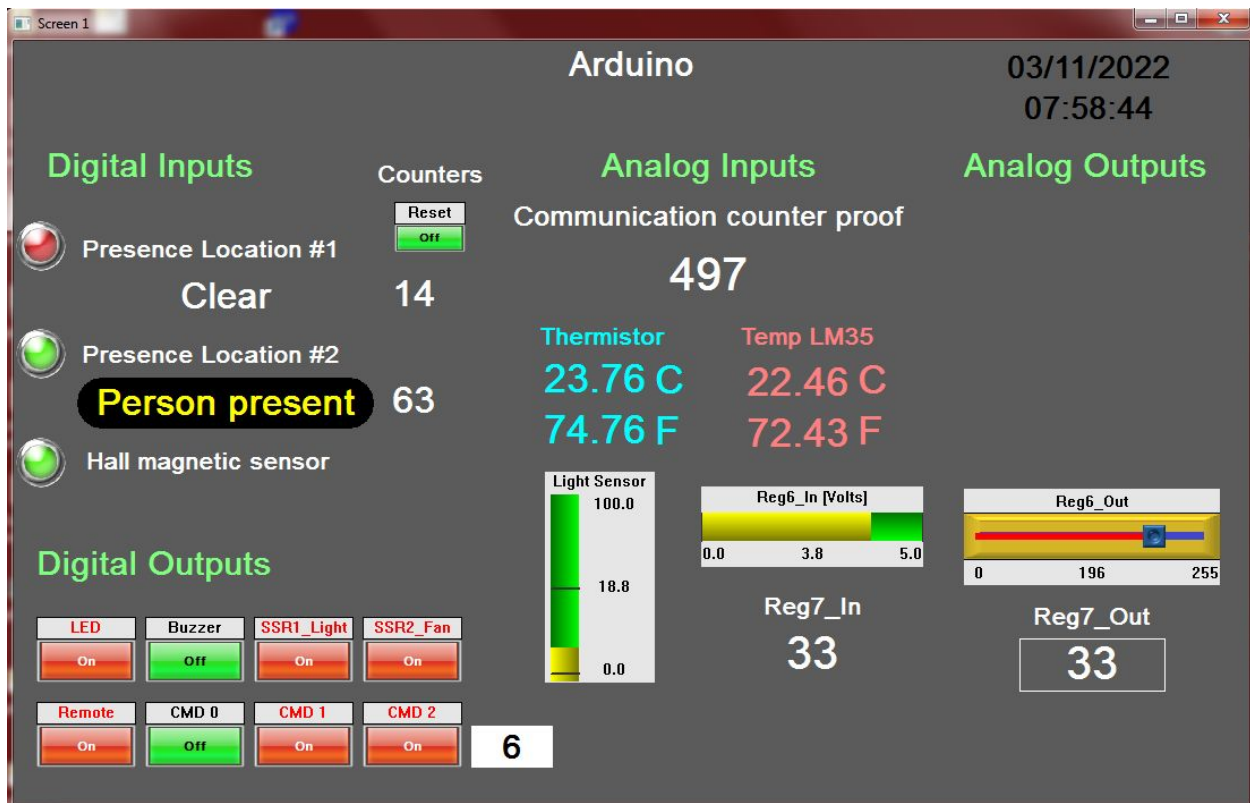 Screen 1
Arduino
03/11/2022
07:58:44
Digital Inputs
Counters
Reset
Off
Presence Location #1
Clear
14
Presence Location #2
Person present
63
Hall magnetic sensor
Analog Inputs
Communication counter proof
497
Thermistor
Temp LM35
23.76 C
22.46 C
74.76 F
72.43 F
Light Sensor
100.0
18.8
0.0
Reg6_In [Volts]
0.0 3.8 5.0
Reg7_In
33
Analog Outputs
Reg6_Out
0 196 255
Reg7_Out
33
Digital Outputs
LED Buzzer SSR1_Light SSR2_Fan
On Off On On
Remote CMD 0 CMD 1 CMD 2
On Off On On
6